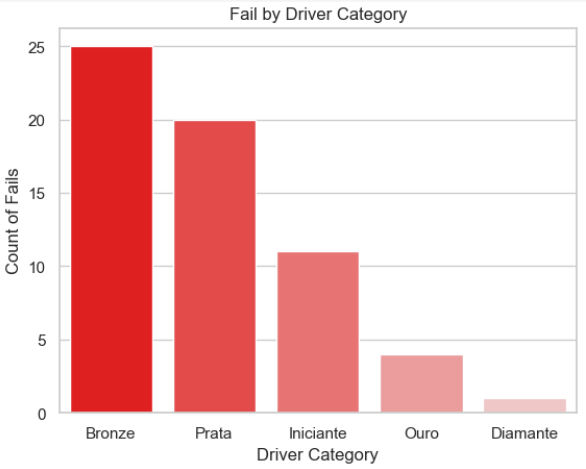 Fail by Driver Category
25
20
15
10
5
0
Count of Fails
Bronze Prata Iniciante Ouro Diamante
Driver Category